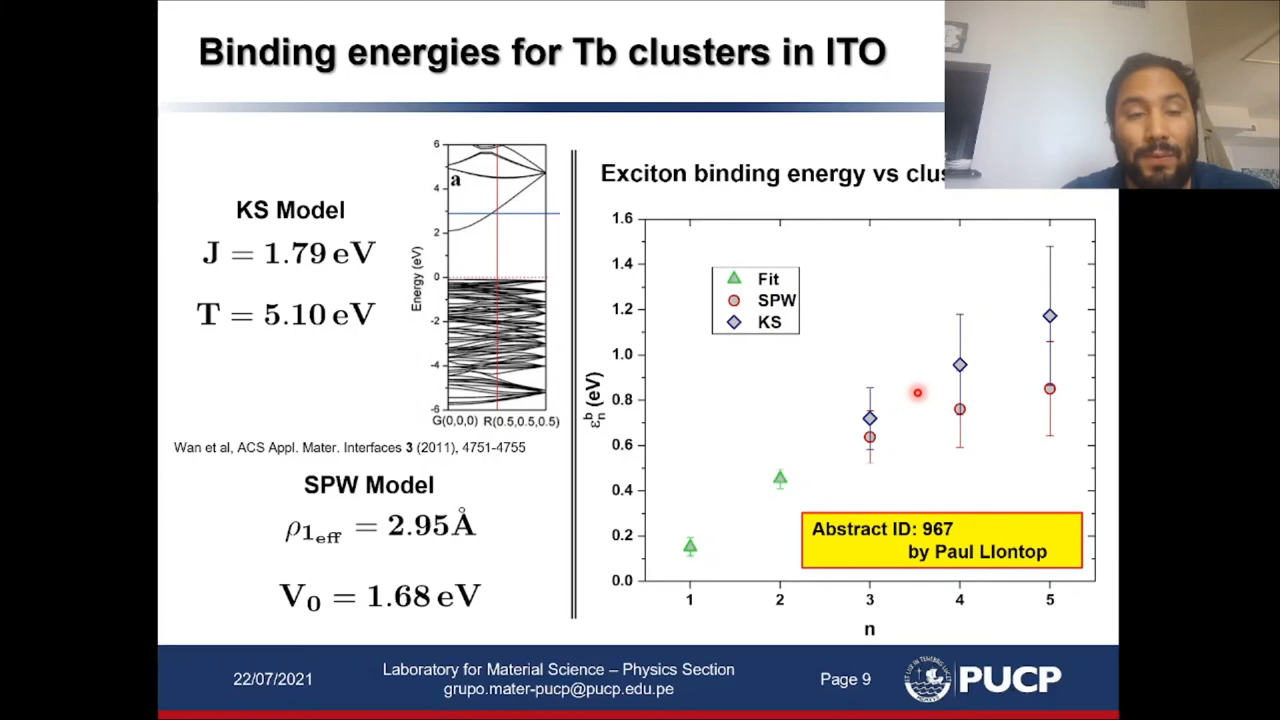 Binding energies for Tb clusters in ITO
KS Model
J = 1.79 eV
T = 5.10 eV
6
4
2
0
-2
-4
-6
a
Energy (eV)
G(0,0,0) R(0.5,0.5,0.5)
Wan et al, ACS Appl. Mater. Interfaces 3 (2011), 4751-4755
SPW Model
ρ1eff = 2.95Å
V0 = 1.68 eV
Exciton binding energy vs clus
1.6
1.4
1.2
1.0
0.8
0.6
0.4
0.2
0.0
εnb (eV)
Fit
SPW
KS
Abstract ID: 967
by Paul Llontop
1 2 3 4 5
n
22/07/2021
Laboratory for Material Science – Physics Section
grupo.mater-pucp@pucp.edu.pe
Page 9
PUCP